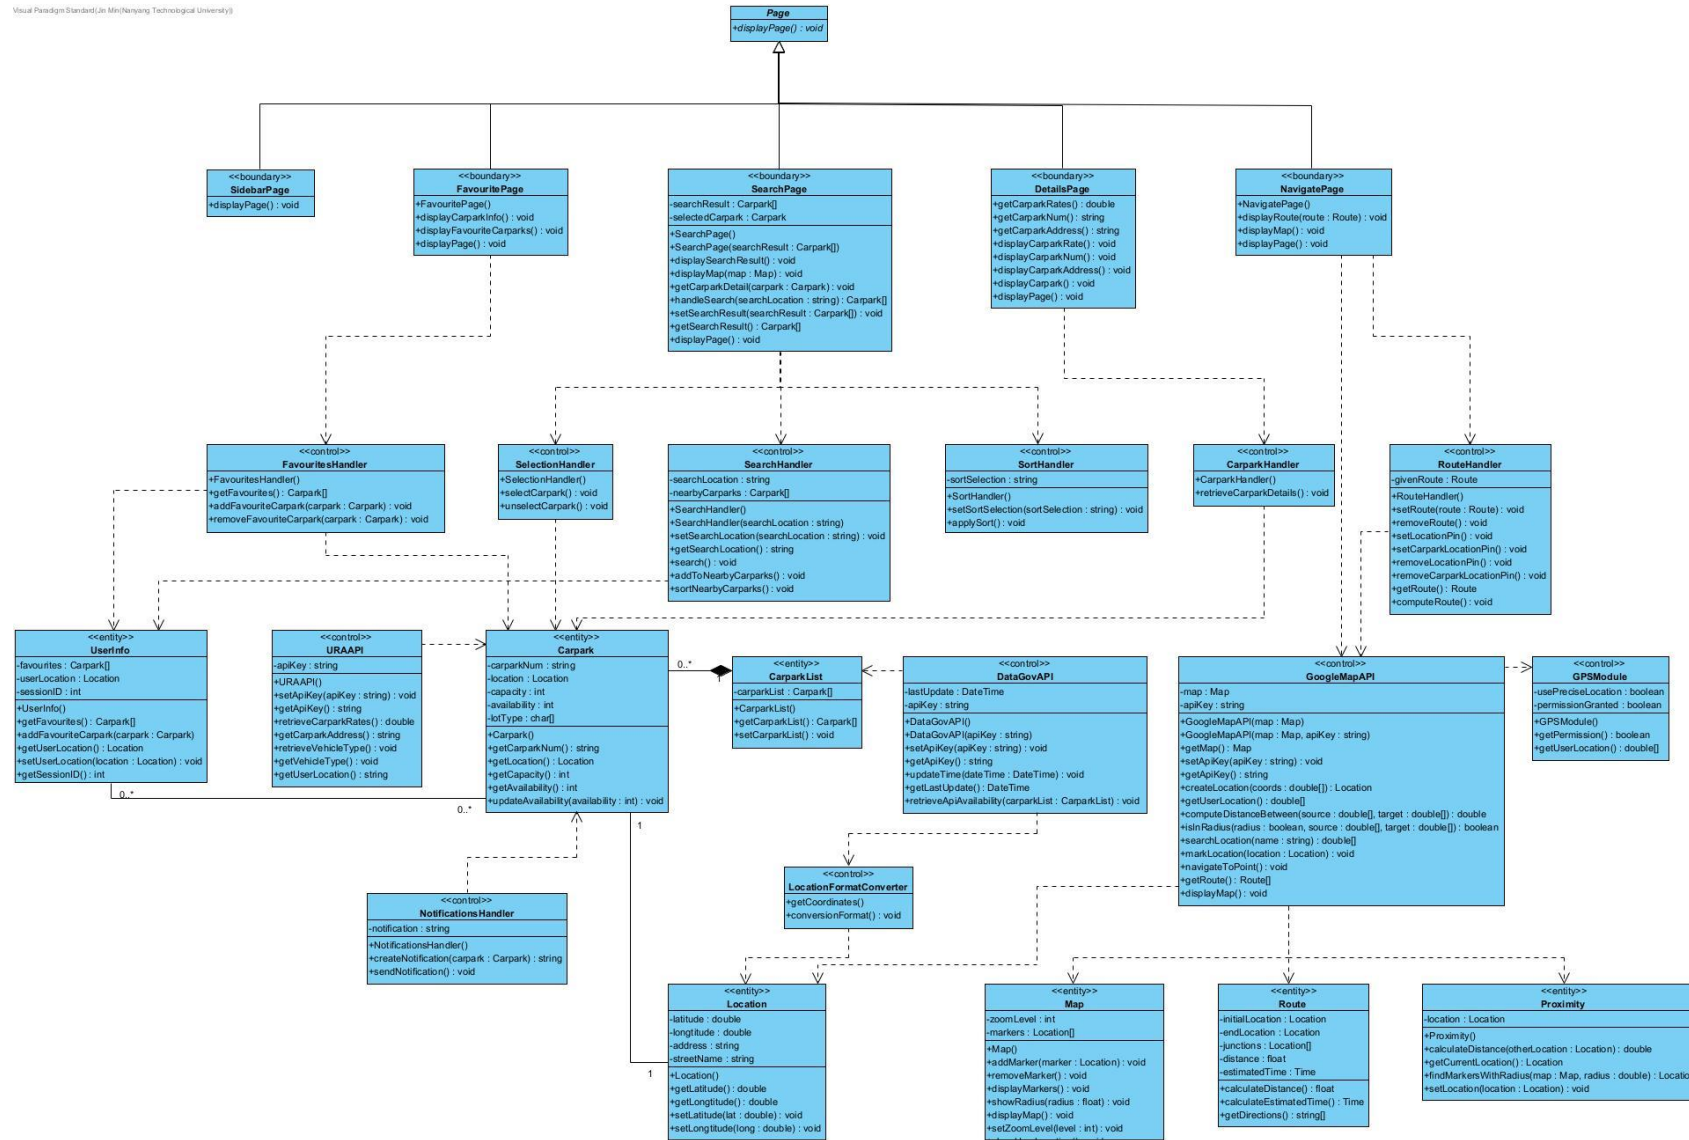 Visual Paradigm Standard(Jin Min(Nanyang Technological University))
Page
+displayPage() : void
<<boundary>>
SidebarPage
+displayPage() : void
<<boundary>>
FavouritePage
+FavouritePage()
+displayCarparkInfo() : void
+displayFavouriteCarparks() : void
+displayPage() : void
<<boundary>>
SearchPage
-searchResult : Carpark[]
-selectedCarpark : Carpark
+SearchPage()
+SearchPage(searchResult : Carpark[])
+displaySearchResult() : void
+displayMap(map : Map) : void
+getCarparkDetail(carpark : Carpark) : void
+handleSearch(searchLocation : string) : Carpark[]
+setSearchResult(searchResult : Carpark[]) : void
+getSearchResult() : Carpark[]
+displayPage() : void
<<boundary>>
DetailsPage
+getCarparkRates() : double
+getCarparkNum() : string
+getCarparkAddress() : string
+displayCarparkRate() : void
+displayCarparkNum() : void
+displayCarparkAddress() : void
+displayCarpark() : void
+displayPage() : void
<<boundary>>
NavigatePage
+NavigatePage()
+displayRoute(route : Route) : void
+displayMap() : void
+displayPage() : void
<<control>>
FavouritesHandler
+FavouritesHandler()
+getFavourites() : Carpark[]
+addFavouriteCarpark(carpark : Carpark) : void
+removeFavouriteCarpark(carpark : Carpark) : void
<<control>>
SelectionHandler
+SelectionHandler()
+selectCarpark() : void
+unselectCarpark() : void
<<control>>
SearchHandler
-searchLocation : string
-nearbyCarparks : Carpark[]
+SearchHandler()
+SearchHandler(searchLocation : string)
+setSearchLocation(searchLocation : string) : void
+getSearchLocation() : string
+search() : void
+addToNearbyCarparks() : void
+sortNearbyCarparks() : void
<<control>>
SortHandler
-sortSelection : string
+SortHandler()
+setSortSelection(sortSelection : string) : void
+applySort() : void
<<control>>
CarparkHandler
+CarparkHandler()
+retrieveCarparkDetails() : void
<<control>>
RouteHandler
-givenRoute : Route
+RouteHandler()
+setRoute(route : Route) : void
+removeRoute() : void
+setLocationPin() : void
+setCarparkLocationPin() : void
+removeLocationPin() : void
+removeCarparkLocationPin() : void
+getRoute() : Route
+computeRoute() : void
<<entity>>
UserInfo
-favourites : Carpark[]
-userLocation : Location
-sessionID : int
+UserInfo()
+getFavourites() : Carpark[]
+addFavouriteCarpark(carpark : Carpark)
+getUserLocation() : Location
+setUserLocation(location : Location) : void
+getSessionID() : int
0..*
0..*
<<control>>
URAAPI
-apiKey : string
+URAAPI()
+setApiKey(apiKey : string) : void
+getApiKey() : string
+retrieveCarparkRates() : double
+getCarparkAddress() : string
+retrieveVehicleType() : void
+getVehicleType() : void
+getUserLocation() : string
<<entity>>
Carpark
-carparkNum : string
-location : Location
-capacity : int
-availability : int
-lotType : char[]
+Carpark()
+getCarparkNum() : string
+getLocation() : Location
+getCapacity() : int
+getAvailability() : int
+updateAvailability(availability : int) : void
0..*
1
1
<<entity>>
CarparkList
-carparkList : Carpark[]
+CarparkList()
+getCarparkList() : Carpark[]
+setCarparkList() : void
<<control>>
DataGovAPI
-lastUpdate : DateTime
-apiKey : string
+DataGovAPI()
+DataGovAPI(apiKey : string)
+setApiKey(apiKey : string) : void
+getApiKey() : string
+updateTime(dateTime : DateTime) : void
+getLastUpdate() : DateTime
+retrieveApiAvailability(carparkList : CarparkList) : void
<<control>>
GoogleMapAPI
-map : Map
-apiKey : string
+GoogleMapAPI(map : Map)
+GoogleMapAPI(map : Map, apiKey : string)
+getMap() : Map
+setApiKey(apiKey : string) : void
+getApiKey() : string
+createLocation(coords : double[]) : Location
+getUserLocation() : double[]
+computeDistanceBetween(source : double[], target : double[]) : double
+isInRadius(radius : boolean, source : double[], target : double[]) : boolean
+searchLocation(name : string) : double[]
+markLocation(location : Location) : void
+navigateToPoint() : void
+getRoute() : Route[]
+displayMap() : void
<<control>>
GPSModule
-usePreciseLocation : boolean
-permissionGranted : boolean
+GPSModule()
+getPermission() : boolean
+getUserLocation() : double[]
<<control>>
NotificationsHandler
-notification : string
+NotificationsHandler()
+createNotification(carpark : Carpark) : string
+sendNotification() : void
<<control>>
LocationFormatConverter
+getCoordinates()
+conversionFormat() : void
<<entity>>
Location
-latitude : double
-longtitude : double
-address : string
-streetName : string
+Location()
+getLatitude() : double
+getLongtitude() : double
+setLatitude(lat : double) : void
+setLongtitude(long : double) : void
1
<<entity>>
Map
-zoomLevel : int
-markers : Location[]
+Map()
+addMarker(marker : Location) : void
+removeMarker() : void
+displayMarkers() : void
+showRadius(radius : float) : void
+displayMap() : void
+setZoomLevel(level : int) : void
<<entity>>
Route
-initialLocation : Location
-endLocation : Location
-junctions : Location[]
-distance : float
-estimatedTime : Time
+calculateDistance() : float
+calculateEstimatedTime() : Time
+getDirections() : string[]
<<entity>>
Proximity
-location : Location
+Proximity()
+calculateDistance(otherLocation : Location) : double
+getCurrentLocation() : Location
+findMarkersWithRadius(map : Map, radius : double) : Locatio
+setLocation(location : Location) : void